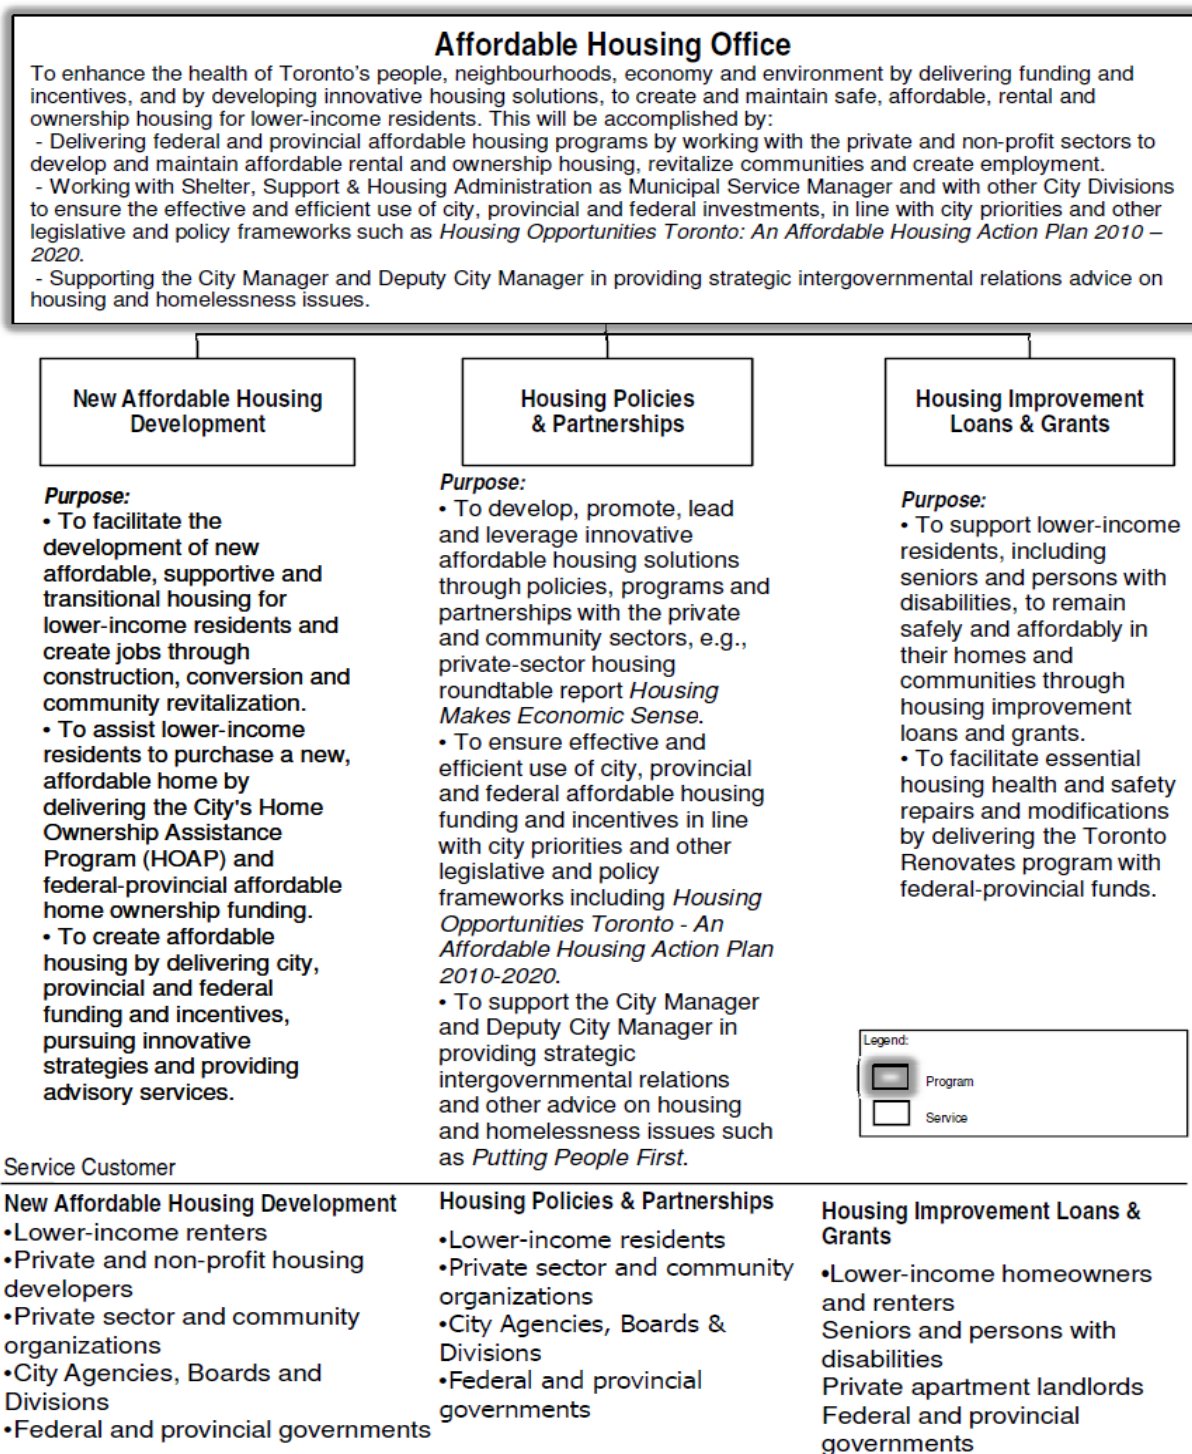 Affordable Housing Office
To enhance the health of Toronto's people, neighbourhoods, economy and environment by delivering funding and
incentives, and by developing innovative housing solutions, to create and maintain safe, affordable, rental and
ownership housing for lower-income residents. This will be accomplished by:
- Delivering federal and provincial affordable housing programs by working with the private and non-profit sectors to
develop and maintain affordable rental and ownership housing, revitalize communities and create employment.
- Working with Shelter, Support & Housing Administration as Municipal Service Manager and with other City Divisions
to ensure the effective and efficient use of city, provincial and federal investments, in line with city priorities and other
legislative and policy frameworks such as Housing Opportunities Toronto: An Affordable Housing Action Plan 2010 –
2020.
- Supporting the City Manager and Deputy City Manager in providing strategic intergovernmental relations advice on
housing and homelessness issues.
New Affordable Housing
Development
Purpose:
• To facilitate the
development of new
affordable, supportive and
transitional housing for
lower-income residents and
create jobs through
construction, conversion and
community revitalization.
• To assist lower-income
residents to purchase a new,
affordable home by
delivering the City's Home
Ownership Assistance
Program (HOAP) and
federal-provincial affordable
home ownership funding.
• To create affordable
housing by delivering city,
provincial and federal
funding and incentives,
pursuing innovative
strategies and providing
advisory services.
Housing Policies
& Partnerships
Purpose:
• To develop, promote, lead
and leverage innovative
affordable housing solutions
through policies, programs and
partnerships with the private
and community sectors, e.g.,
private-sector housing
roundtable report Housing
Makes Economic Sense.
• To ensure effective and
efficient use of city, provincial
and federal affordable housing
funding and incentives in line
with city priorities and other
legislative and policy
frameworks including Housing
Opportunities Toronto - An
Affordable Housing Action Plan
2010-2020.
• To support the City Manager
and Deputy City Manager in
providing strategic
intergovernmental relations
and other advice on housing
and homelessness issues such
as Putting People First.
Housing Improvement
Loans & Grants
Purpose:
• To support lower-income
residents, including
seniors and persons with
disabilities, to remain
safely and affordably in
their homes and
communities through
housing improvement
loans and grants.
• To facilitate essential
housing health and safety
repairs and modifications
by delivering the Toronto
Renovates program with
federal-provincial funds.
Legend:
Program
Service
Service Customer
New Affordable Housing Development
•Lower-income renters
•Private and non-profit housing
developers
•Private sector and community
organizations
•City Agencies, Boards and
Divisions
•Federal and provincial governments
Housing Policies & Partnerships
•Lower-income residents
•Private sector and community
organizations
•City Agencies, Boards &
Divisions
•Federal and provincial
governments
Housing Improvement Loans &
Grants
•Lower-income homeowners
and renters
Seniors and persons with
disabilities
Private apartment landlords
Federal and provincial
governments